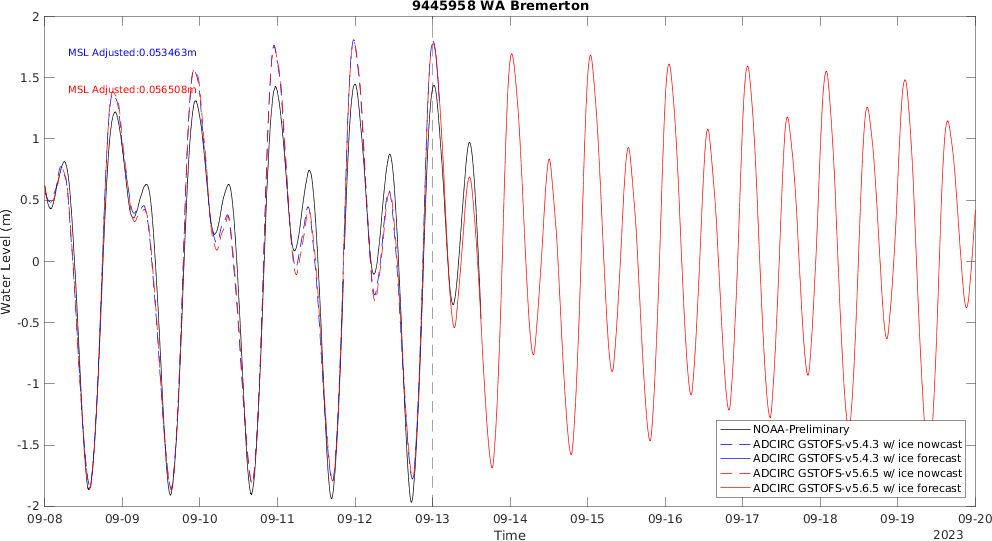 9445958 WA Bremerton
MSL Adjusted:0.053463m
MSL Adjusted:0.056508m
Water Level (m)
2
1.5
1
0.5
0
-0.5
-1
-1.5
-2
NOAA-Preliminary
ADCIRC GSTOFS-v5.4.3 w/ ice nowcast
ADCIRC GSTOFS-v5.4.3 w/ ice forecast
ADCIRC GSTOFS-v5.6.5 w/ ice nowcast
ADCIRC GSTOFS-v5.6.5 w/ ice forecast
09-08 09-09 09-10 09-11 09-12 09-13 09-14 09-15 09-16 09-17 09-18 09-19 09-20
Time
2023